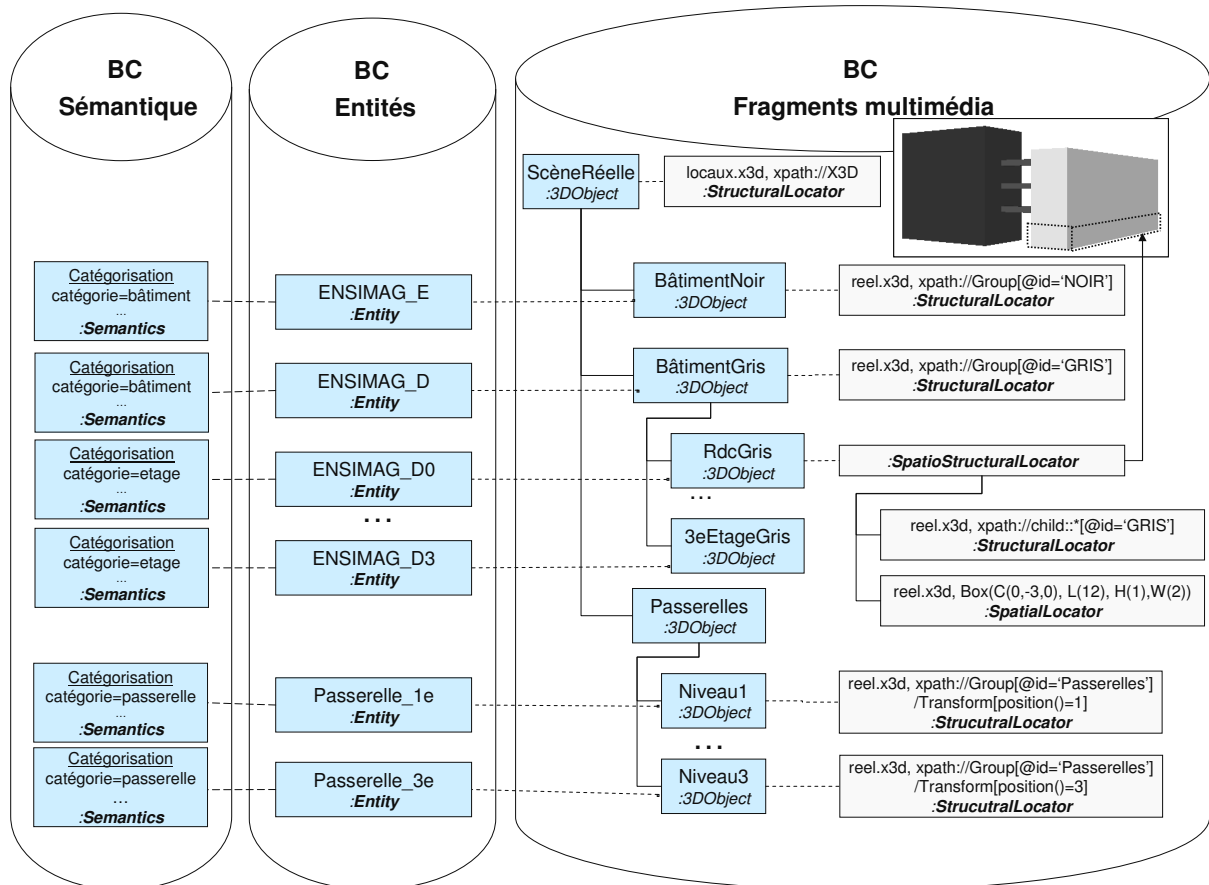 BC
Sémantique
BC
Entités
BC
Fragments multimédia
ScèneRéelle
:3DObject
locaux.x3d, xpath://X3D
:StructuralLocator
Catégorisation
catégorie=bâtiment
...
:Semantics
ENSIMAG_E
:Entity
BâtimentNoir
:3DObject
reel.x3d, xpath://Group[@id=‘NOIR’]
:StructuralLocator
Catégorisation
catégorie=bâtiment
...
:Semantics
ENSIMAG_D
:Entity
BâtimentGris
:3DObject
reel.x3d, xpath://Group[@id=‘GRIS’]
:StructuralLocator
Catégorisation
catégorie=etage
...
:Semantics
ENSIMAG_D0
:Entity
...
RdcGris
:3DObject
...
:SpatioStructuralLocator
reel.x3d, xpath://child::*[@id=‘GRIS’]
:StructuralLocator
Catégorisation
catégorie=etage
...
:Semantics
ENSIMAG_D3
:Entity
3eEtageGris
:3DObject
reel.x3d, Box(C(0,-3,0), L(12), H(1),W(2))
:SpatialLocator
Passerelles
:3DObject
Catégorisation
catégorie=passerelle
...
:Semantics
Passerelle_1e
:Entity
Niveau1
:3DObject
...
reel.x3d, xpath://Group[@id=‘Passerelles’]
/Transform[position()=1]
:StrucutralLocator
Catégorisation
catégorie=passerelle
...
:Semantics
Passerelle_3e
:Entity
Niveau3
:3DObject
reel.x3d, xpath://Group[@id=‘Passerelles’]
/Transform[position()=3]
:StrucutralLocator